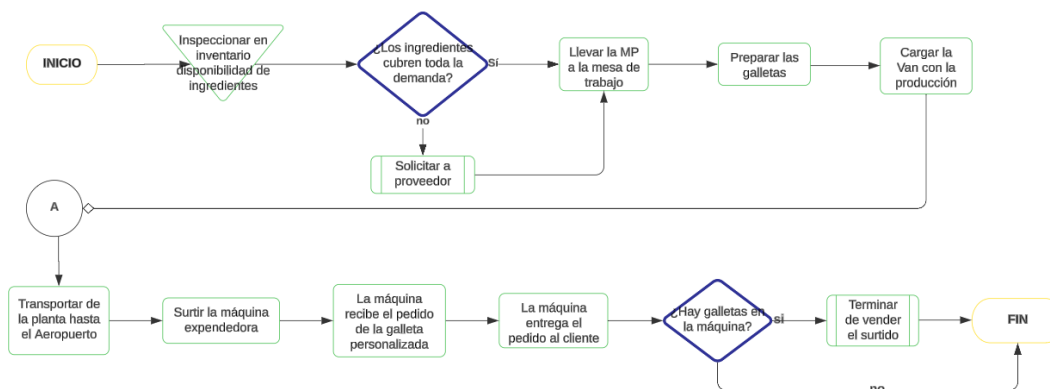 INICIO
Inspeccionar en
inventario
disponibilidad de
ingredientes
¿Los ingredientes
cubren toda la
demanda?
Sí
no
Solicitar a
proveedor
Llevar la MP
a la mesa de
trabajo
Preparar las
galletas
Cargar la
Van con la
producción
A
Transportar de
la planta hasta
el Aeropuerto
Surtir la máquina
expendedora
La máquina
recibe el pedido
de la galleta
personalizada
La máquina
entrega el
pedido al cliente
¿Hay galletas en
la máquina?
si
Terminar
de vender
el surtido
FIN
no